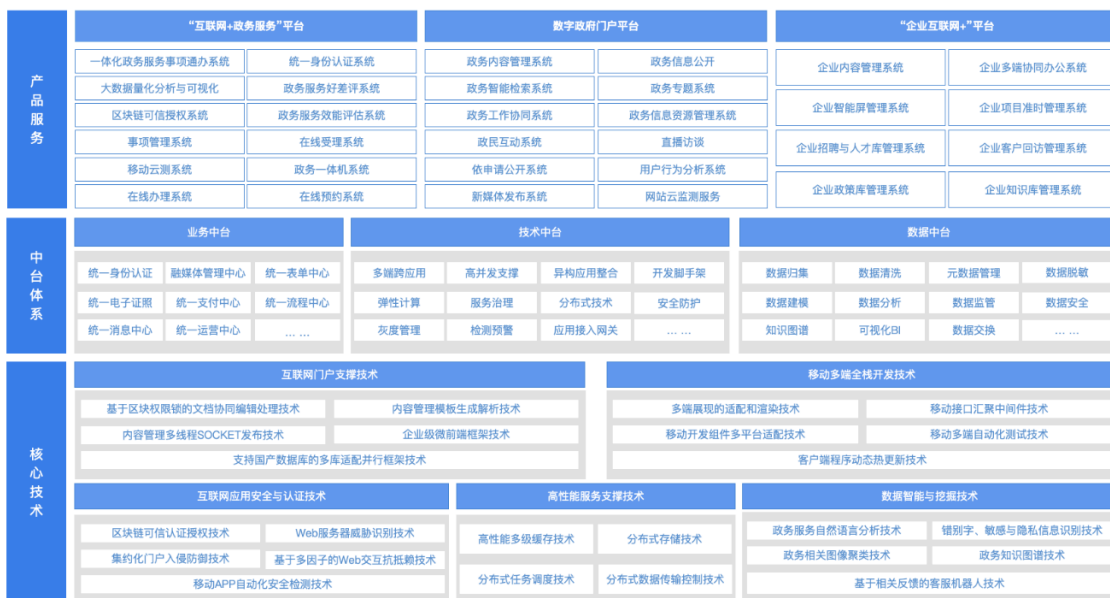 产品服务
“互联网+政务服务”平台
数字政府门户平台
“企业互联网+”平台
一体化政务服务事项通办系统
统一身份认证系统
大数据量化分析与可视化
政务服务好差评系统
区块链可信授权系统
政务服务效能评估系统
事项管理系统
在线受理系统
移动云测系统
政务一体机系统
在线办理系统
在线预约系统
政务内容管理系统
政务信息公开
政务智能检索系统
政务专题系统
政务工作协同系统
政务信息资源管理系统
政民互动系统
直播访谈
依申请公开系统
用户行为分析系统
新媒体发布系统
网站云监测服务
企业内容管理系统
企业多端协同办公系统
企业智能屏管理系统
企业项目准时管理系统
企业招聘与人才库管理系统
企业客户回访管理系统
企业政策库管理系统
企业知识库管理系统
中台体系
业务中台
技术中台
数据中台
统一身份认证
融媒体管理中心
统一表单中心
统一电子证照
统一支付中心
统一流程中心
统一消息中心
统一运营中心
... ...
多端跨应用
高并发支撑
异构应用整合
开发脚手架
弹性计算
服务治理
分布式技术
安全防护
灰度管理
检测预警
应用接入网关
... ...
数据归集
数据清洗
元数据管理
数据脱敏
数据建模
数据分析
数据监管
数据安全
知识图谱
可视化BI
数据交换
... ...
核心技术
互联网门户支撑技术
移动多端全栈开发技术
基于区块权限锁的文档协同编辑处理技术
内容管理模板生成解析技术
内容管理多线程SOCKET发布技术
企业级微前端框架技术
支持国产数据库的多库适配并行框架技术
多端展现的适配和渲染技术
移动接口汇聚中间件技术
移动开发组件多平台适配技术
移动多端自动化测试技术
客户端程序动态热更新技术
互联网应用安全与认证技术
高性能服务支撑技术
数据智能与挖掘技术
区块链可信认证授权技术
Web服务器威胁识别技术
集约化门户入侵防御技术
基于多因子的Web交互抗抵赖技术
移动APP自动化安全检测技术
高性能多级缓存技术
分布式存储技术
分布式任务调度技术
分布式数据传输控制技术
政务服务自然语言分析技术
错别字、敏感与隐私信息识别技术
政务相关图像聚类技术
政务知识图谱技术
基于相关反馈的客服机器人技术